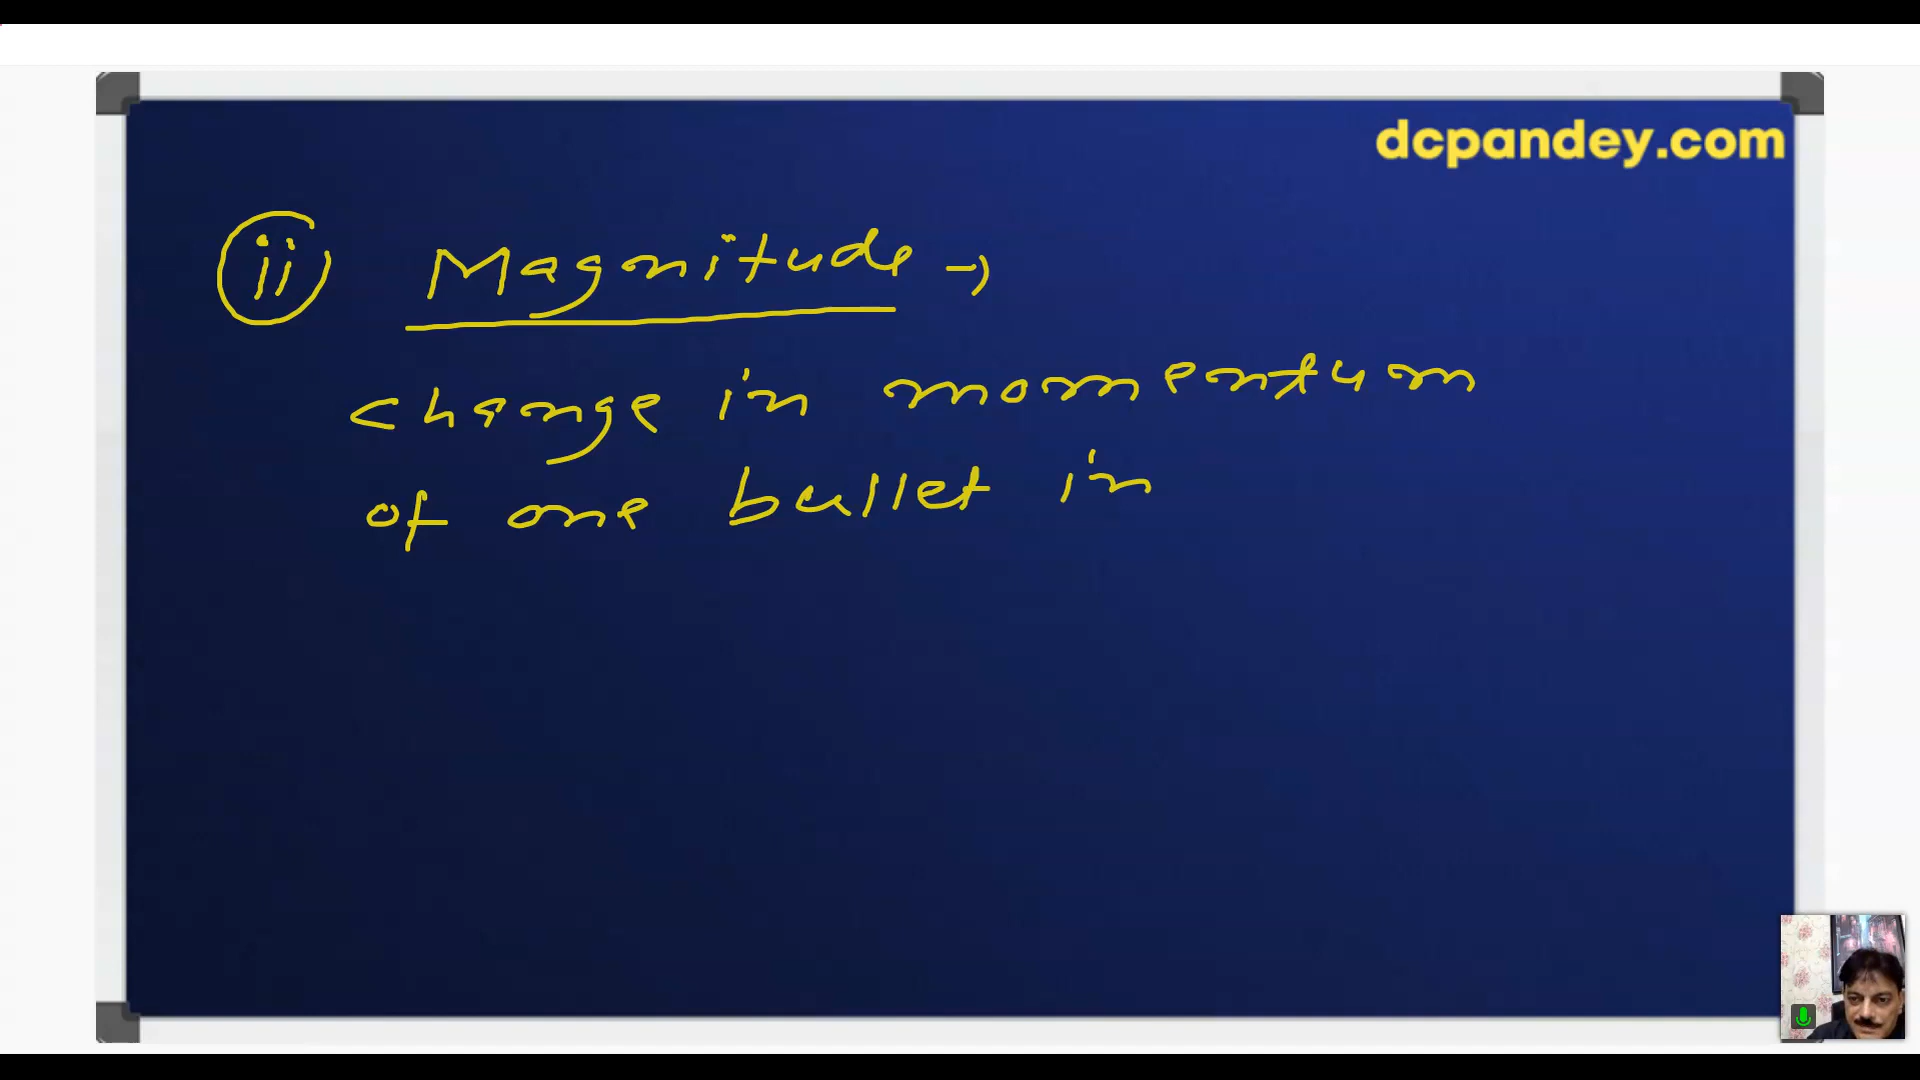 dcpandey.com
ii Magnitude →
change in momentum
of one bullet in